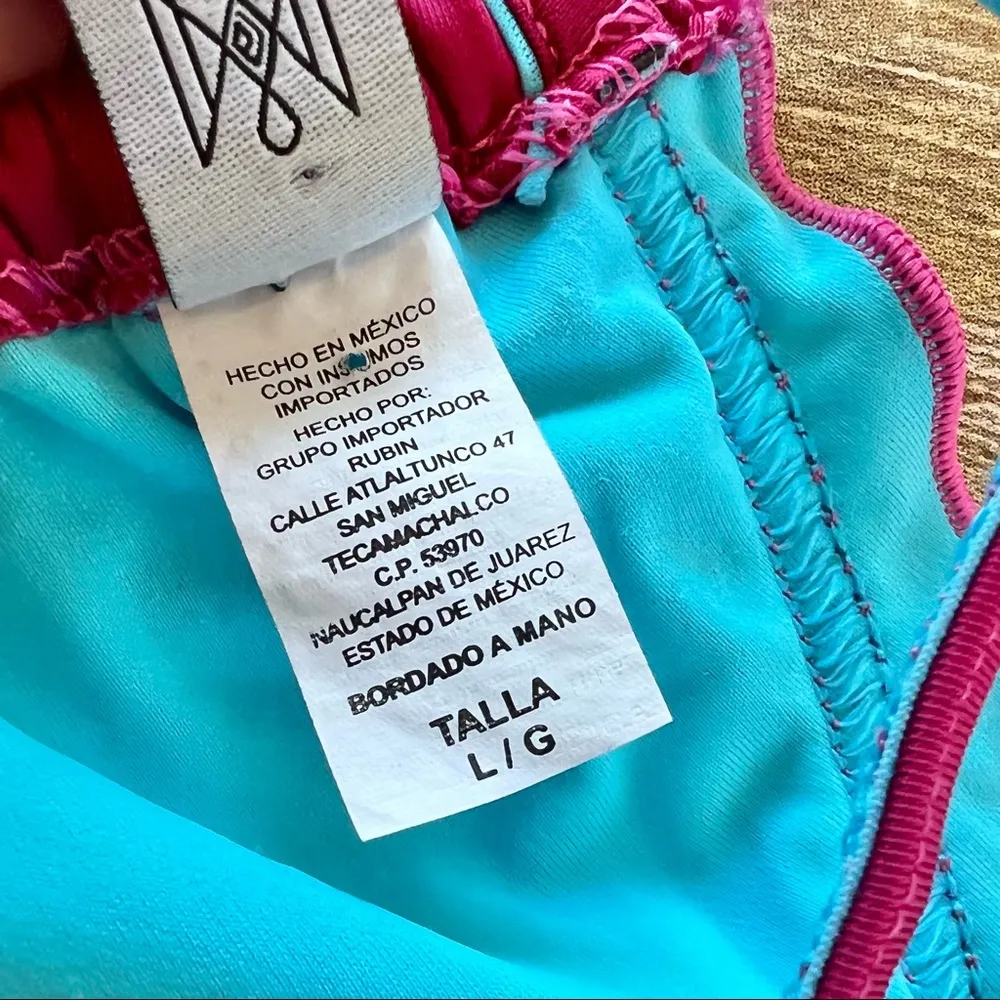 HECHO EN MÉXICO
CON INSUMOS
IMPORTADOS
HECHO POR:
GRUPO IMPORTADOR
RUBIN
CALLE ATLALTUNCO 47
SAN MIGUEL
TECAMACHALCO
C.P. 53970
NAUCALPAN DE JUAREZ
ESTADO DE MÉXICO
BORDADO A MANO
TALLA
L / G